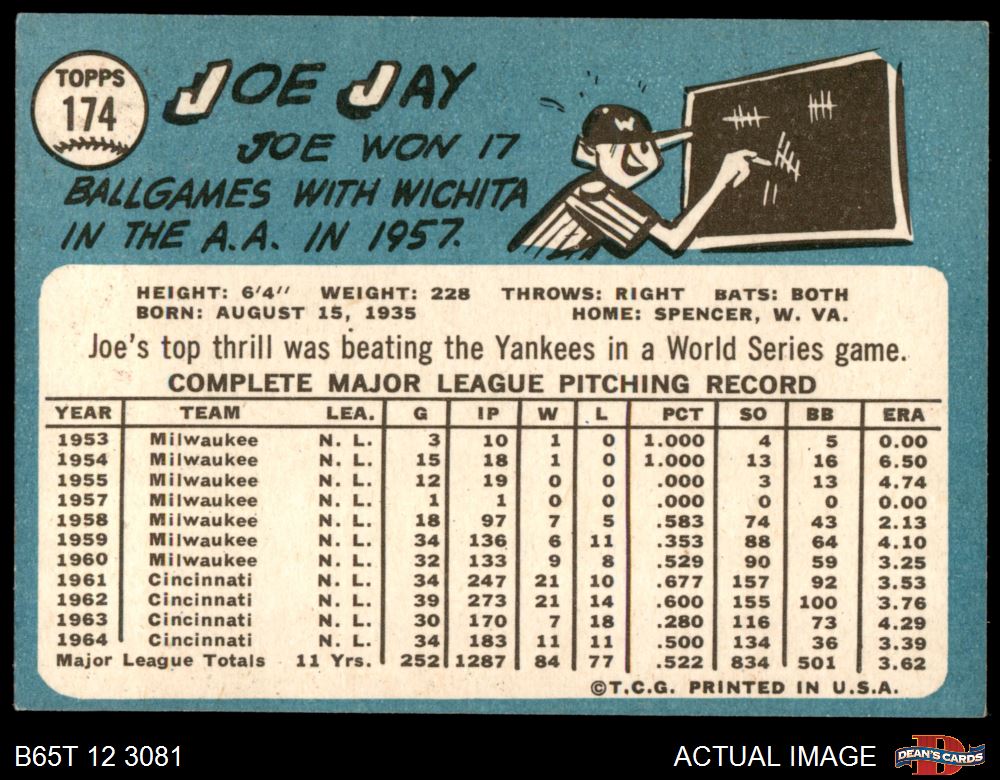 TOPPS
174
JOE JAY
JOE WON 17
BALLGAMES WITH WICHITA
IN THE A.A. IN 1957.
W
HEIGHT: 6'4" WEIGHT: 228 THROWS: RIGHT BATS: BOTH
BORN: AUGUST 15, 1935 HOME: SPENCER, W. VA.
Joe's top thrill was beating the Yankees in a World Series game.
COMPLETE MAJOR LEAGUE PITCHING RECORD
YEAR TEAM LEA. G IP W L PCT SO BB ERA
1953 Milwaukee N. L. 3 10 1 0 1.000 4 5 0.00
1954 Milwaukee N. L. 15 18 1 0 1.000 13 16 6.50
1955 Milwaukee N. L. 12 19 0 0 .000 3 13 4.74
1957 Milwaukee N. L. 1 1 0 0 .000 0 0 0.00
1958 Milwaukee N. L. 18 97 7 5 .583 74 43 2.13
1959 Milwaukee N. L. 34 136 6 11 .353 88 64 4.10
1960 Milwaukee N. L. 32 133 9 8 .529 90 59 3.25
1961 Cincinnati N. L. 34 247 21 10 .677 157 92 3.53
1962 Cincinnati N. L. 39 273 21 14 .600 155 100 3.76
1963 Cincinnati N. L. 30 170 7 18 .280 116 73 4.29
1964 Cincinnati N. L. 34 183 11 11 .500 134 36 3.39
Major League Totals 11 Yrs. 252 1287 84 77 .522 834 501 3.62
©T.C.G. PRINTED IN U.S.A.
B65T 12 3081 ACTUAL IMAGE
D
DEAN'S CARDS